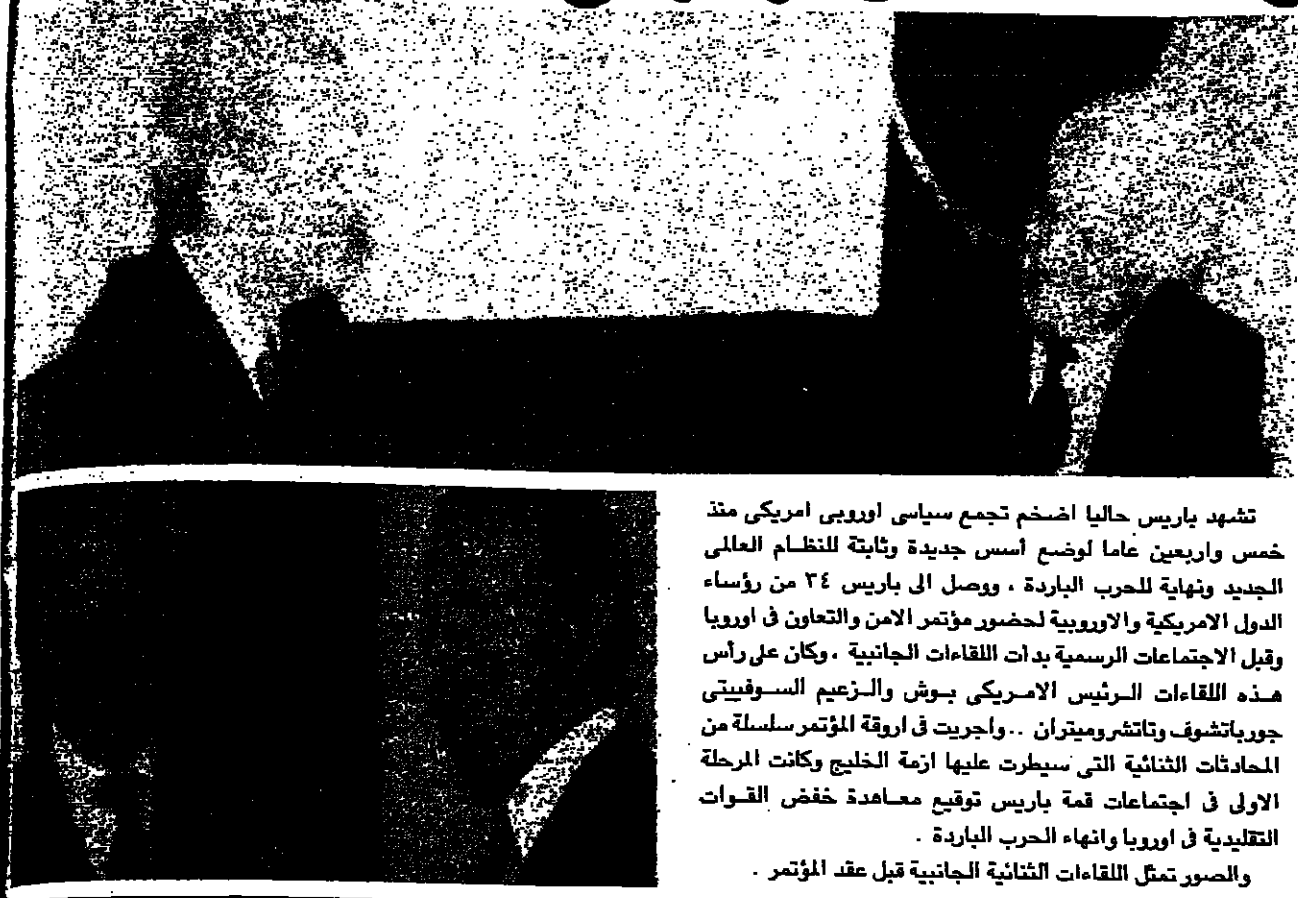 تشهد باريس حاليا اضخم تجمع سياسى اوروبى امريكى منذ
خمس واربعين عاما لوضع أسس جديدة وثابتة للنظام العالمى
الجديد ونهاية للحرب الباردة . ووصل الى باريس ٣٤ من رؤساء
الدول الامريكية والاوروبية لحضور مؤتمر الامن والتعاون فى اوروبا
وقبل الاجتماعات الرسمية بدأت اللقاءات الجانبية . وكان على رأس
هذه اللقاءات الرئيس الامريكى بوش والزعيم السوفييتى
جورباتشوف وتاتشر وميتران .. واجريت فى اروقة المؤتمر سلسلة من
المحادثات الثنائية التى سيطرت عليها ازمة الخليج وكانت المرحلة
الاولى فى اجتماعات قمة باريس توقيع معاهدة خفض القوات
التقليدية فى اوروبا وانهاء الحرب الباردة .
والصور تمثل اللقاءات الثنائية الجانبية قبل عقد المؤتمر .